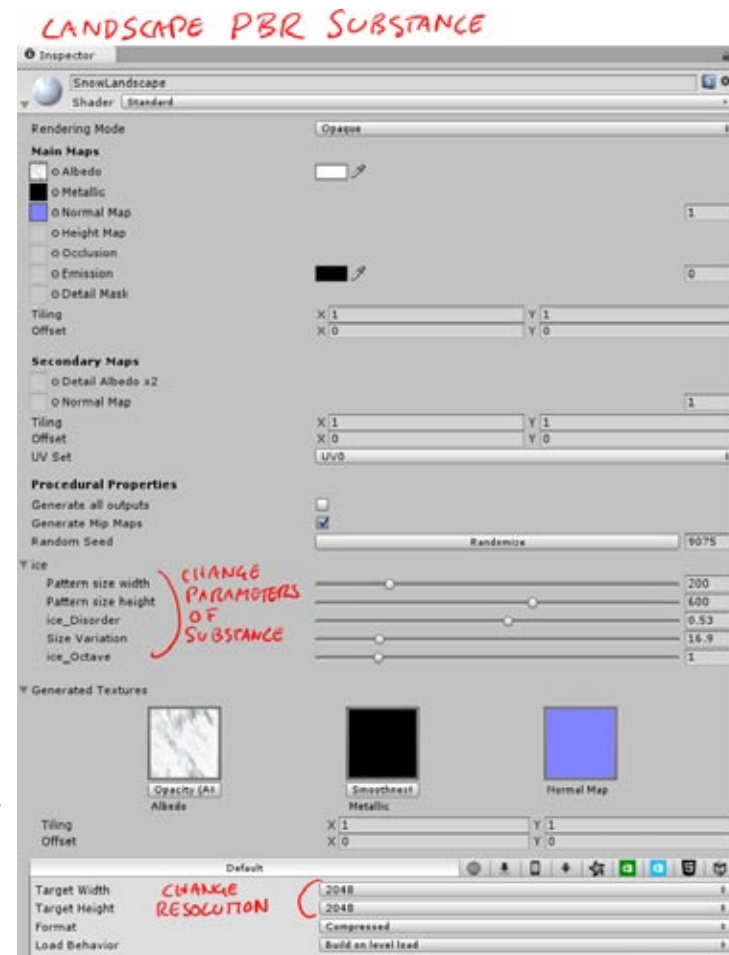 LANDSCAPE PBR SUBSTANCE
Inspector
SnowLandscape
Shader Standard
Rendering Mode Opaque
Main Maps
Albedo
Metallic
Normal Map 1
Height Map
Occlusion
Emission 0
Detail Mask
Tiling X 1 Y 1
Offset X 0 Y 0
Secondary Maps
Detail Albedo x2
Normal Map 1
Tiling X 1 Y 1
Offset X 0 Y 0
UV Set UV0
Procedural Properties
Generate all outputs
Generate Mip Maps
Random Seed Randomize 9075
ice
Pattern size width 200
Pattern size height 600
ice_Disorder 0.53
Size Variation 16.9
ice_Octave 1
CHANGE
PARAMETERS
OF
SUBSTANCE
Generated Textures
Opacity (A Smoothnes Normal Map
Albedo Metallic
Tiling X 1 Y 1
Offset X 0 Y 0
Default
Target Width 2048
Target Height 2048
CHANGE
RESOLUTION
Format Compressed
Load Behavior Build on level load